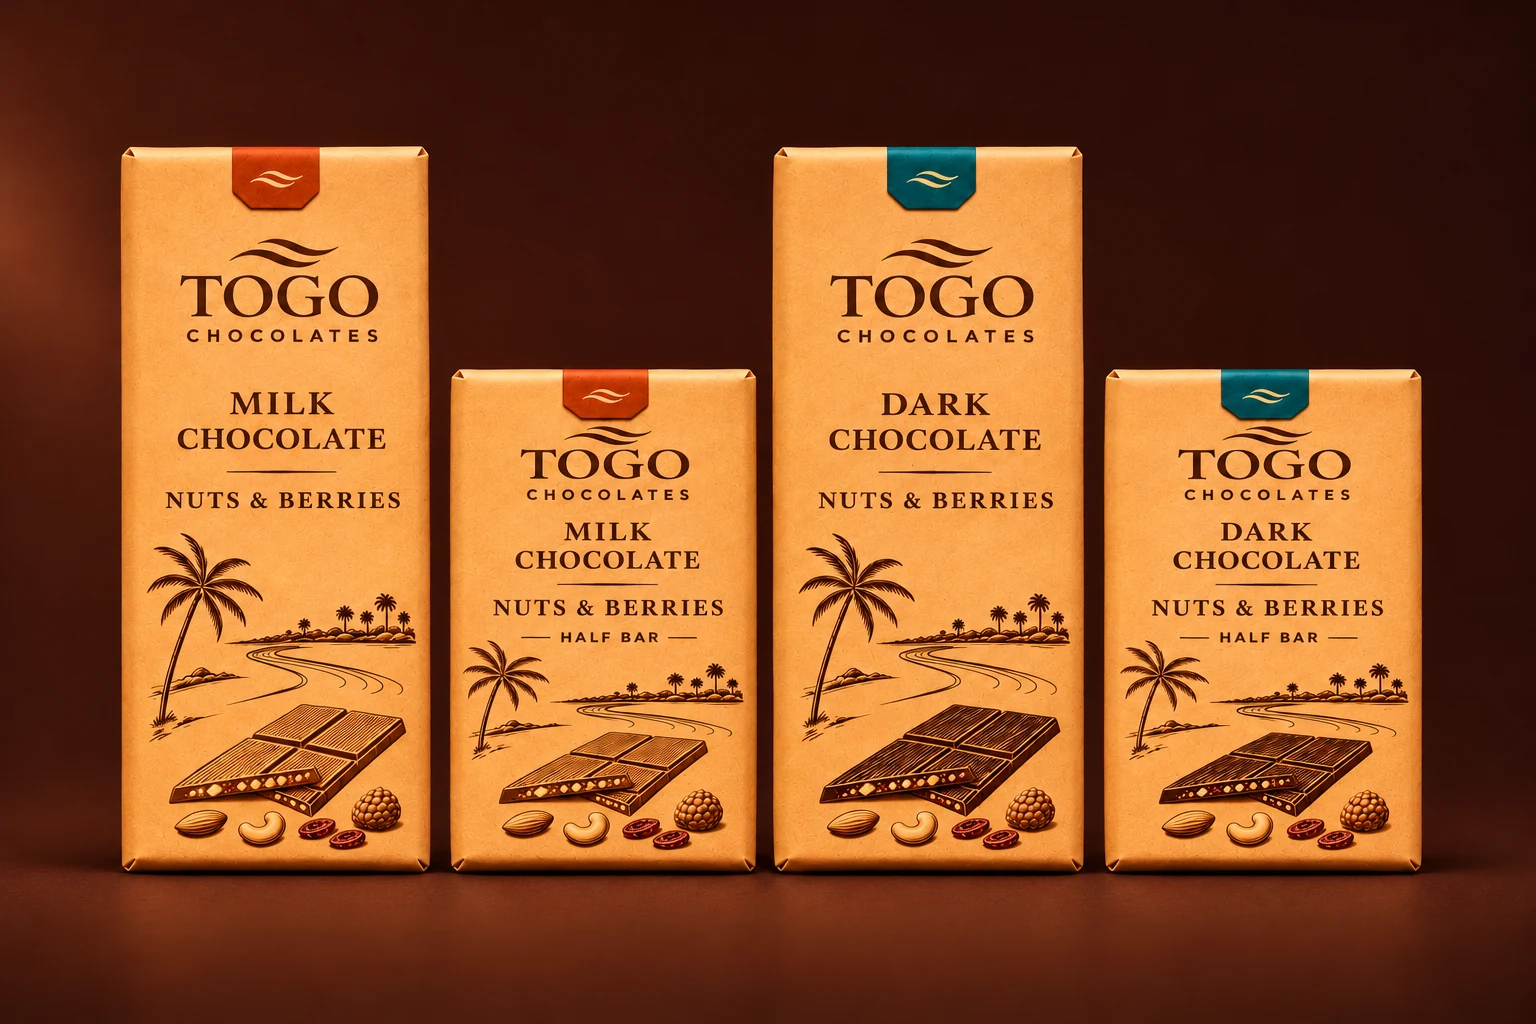 TOGO
CHOCOLATES
MILK
CHOCOLATE
NUTS & BERRIES
TOGO
CHOCOLATES
MILK
CHOCOLATE
NUTS & BERRIES
HALF BAR
TOGO
CHOCOLATES
DARK
CHOCOLATE
NUTS & BERRIES
TOGO
CHOCOLATES
DARK
CHOCOLATE
NUTS & BERRIES
HALF BAR